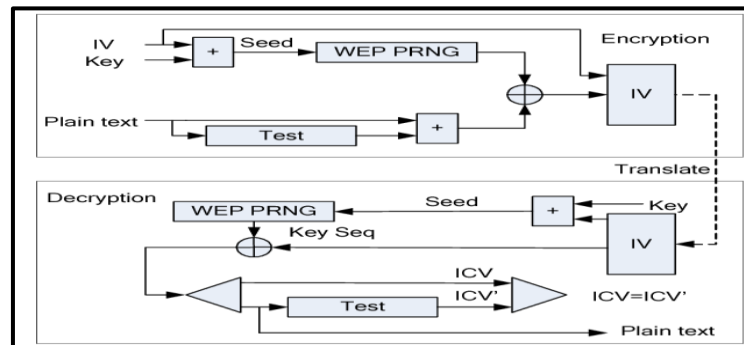 IV
Key
+
Seed
WEP PRNG
Encryption
IV
Plain text
Test
+
Translate
Decryption
WEP PRNG
Seed
+
Key
Key Seq
IV
ICV
ICV'
ICV=ICV'
Test
Plain text